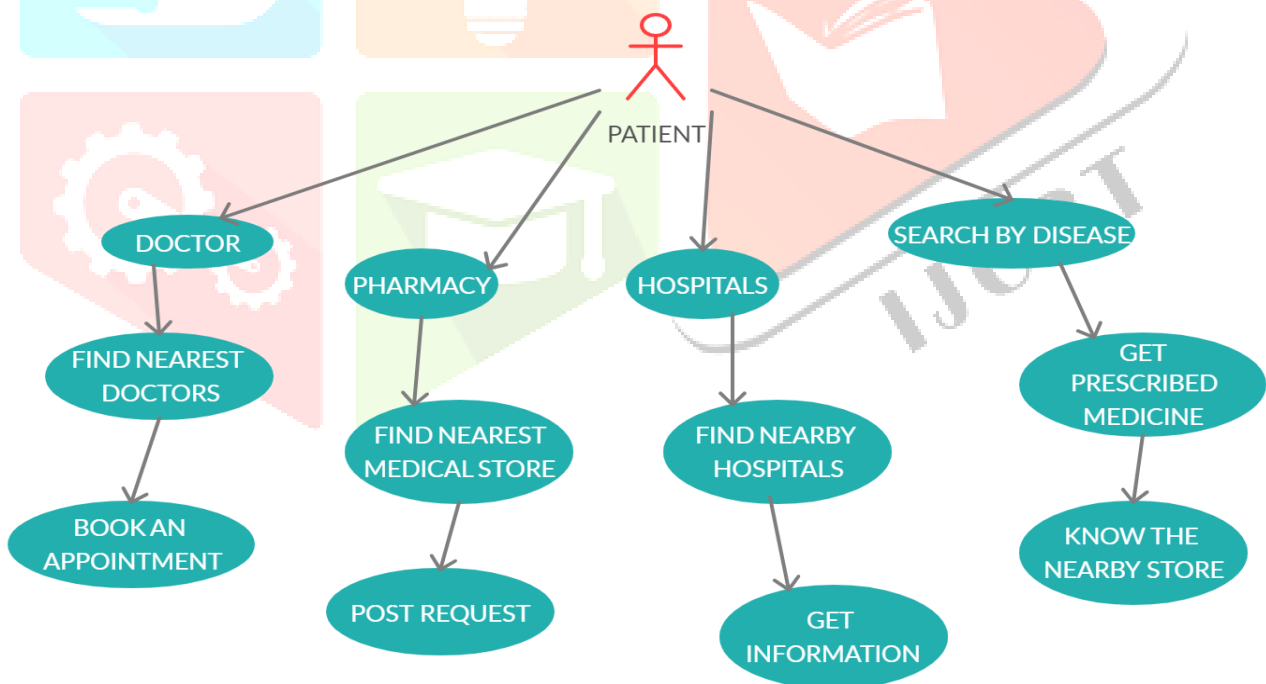 PATIENT
DOCTOR
PHARMACY
HOSPITALS
SEARCH BY DISEASE
FIND NEAREST
DOCTORS
FIND NEAREST
MEDICAL STORE
FIND NEARBY
HOSPITALS
GET
PRESCRIBED
MEDICINE
BOOK AN
APPOINTMENT
POST REQUEST
GET
INFORMATION
KNOW THE
NEARBY STORE